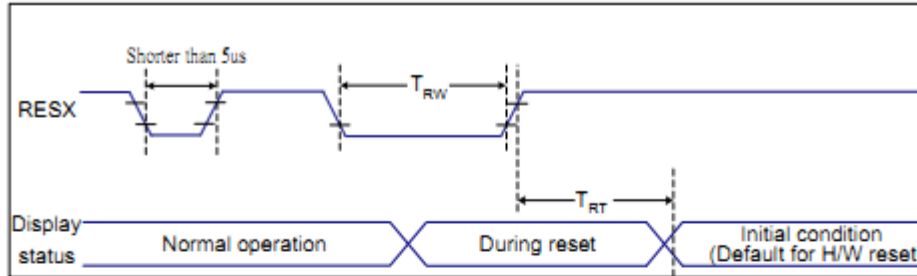 Shorter than 5us
RESX
TRW
TRT
Display
status
Normal operation
During reset
Initial condition
(Default for H/W reset